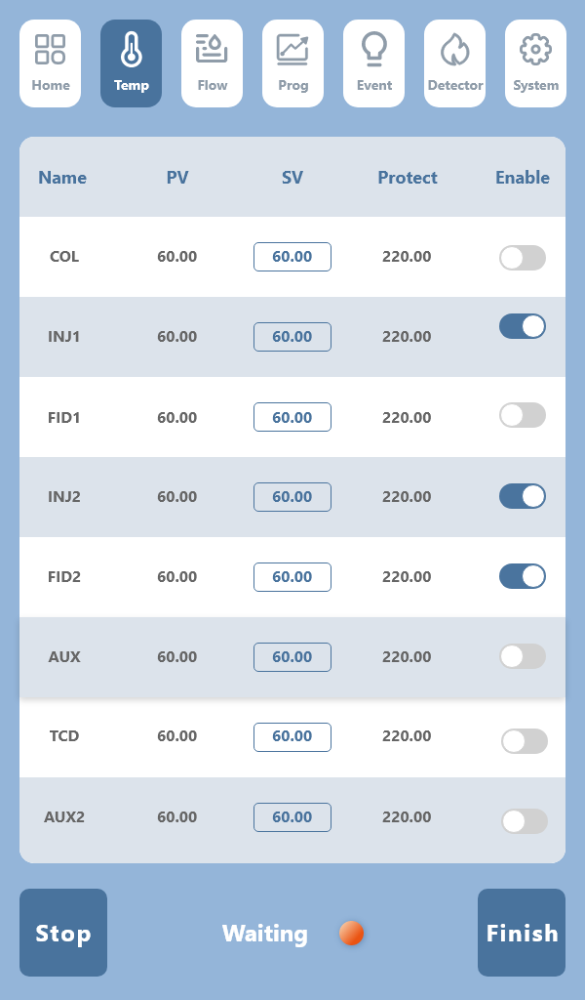 Home Temp Flow Prog Event Detector System
Name PV SV Protect Enable
COL 60.00 60.00 220.00
INJ1 60.00 60.00 220.00
FID1 60.00 60.00 220.00
INJ2 60.00 60.00 220.00
FID2 60.00 60.00 220.00
AUX 60.00 60.00 220.00
TCD 60.00 60.00 220.00
AUX2 60.00 60.00 220.00
Stop Waiting Finish